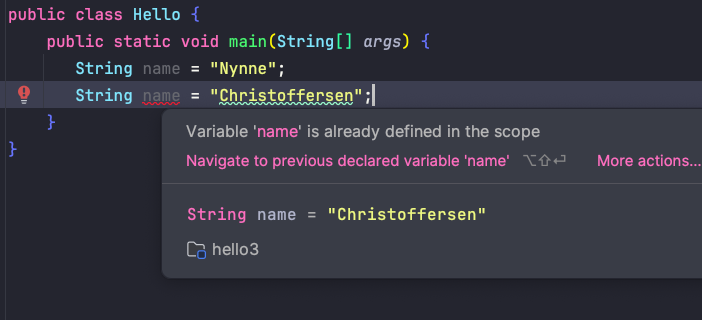 public class Hello {
public static void main(String[] args) {
String name = "Nynne";
String name = "Christoffersen";
}
}
Variable 'name' is already defined in the scope
Navigate to previous declared variable 'name' ⌥⇧⏎ More actions...
String name = "Christoffersen"
hello3